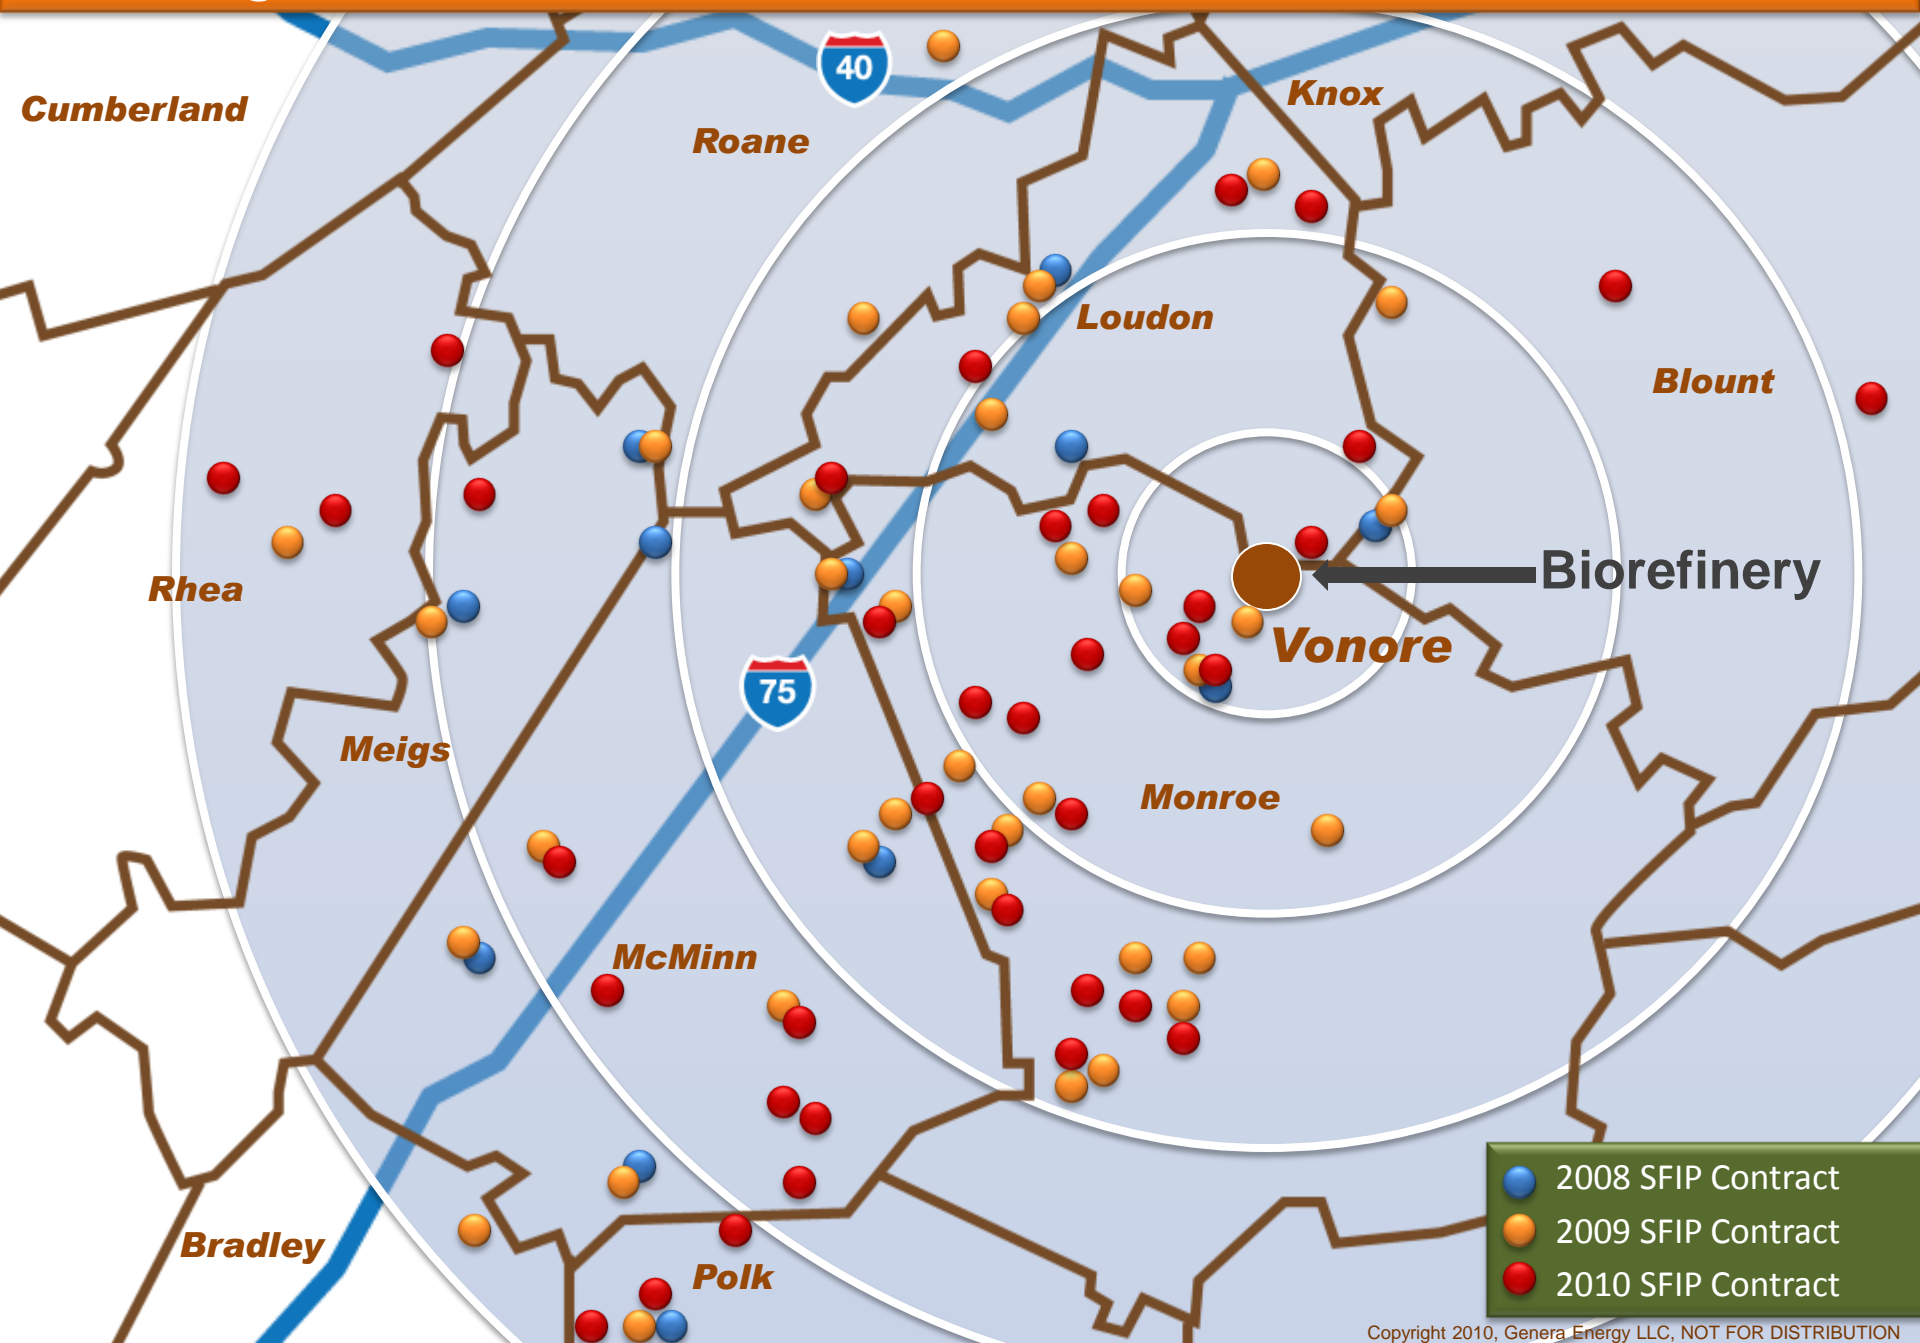 40
Knox
Cumberland
Roane
Loudon
Blount
Biorefinery
Rhea
Vonore
75
Meigs
Monroe
McMinn
2008 SFIP Contract
2009 SFIP Contract
2010 SFIP Contract
Bradley
Polk
Copyright 2010, Genera Energy LLC, NOT FOR DISTRIBUTION